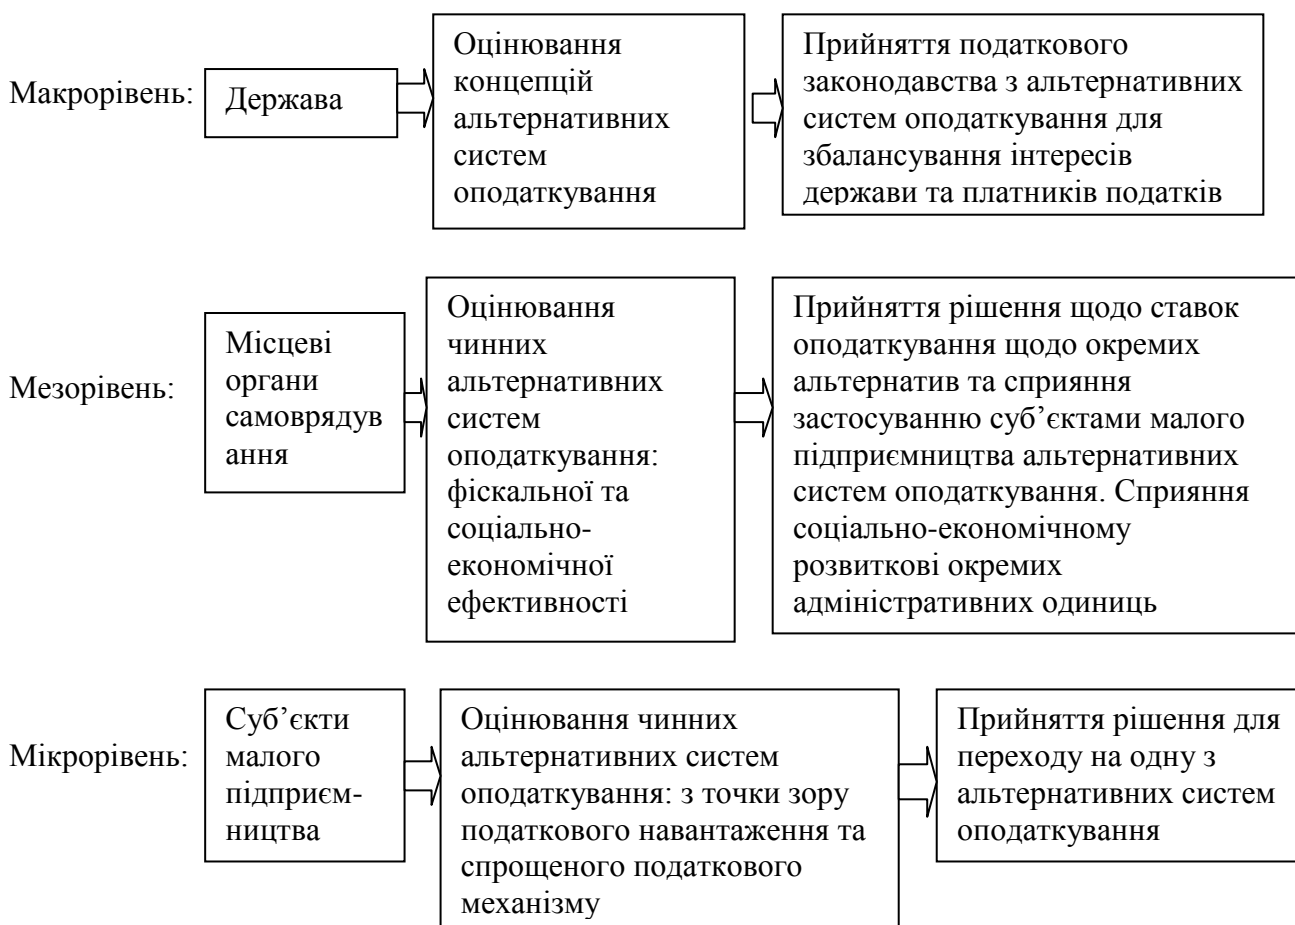 Макрорівень:
Держава
Оцінювання
концепцій
альтернативних
систем
оподаткування
Прийняття податкового
законодавства з альтернативних
систем оподаткування для
збалансування інтересів
держави та платників податків
Мезорівень:
Місцеві
органи
самоврядув
ання
Оцінювання
чинних
альтернативних
систем
оподаткування:
фіскальної та
соціально-
економічної
ефективності
Прийняття рішення щодо ставок
оподаткування щодо окремих
альтернатив та сприяння
застосуванню суб’єктами малого
підприємництва альтернативних
систем оподаткування. Сприяння
соціально-економічному
розвиткові окремих
адміністративних одиниць
Мікрорівень:
Суб’єкти
малого
підприєм-
ництва
Оцінювання чинних
альтернативних систем
оподаткування: з точки зору
податкового навантаження та
спрощеного податкового
механізму
Прийняття рішення для
переходу на одну з
альтернативних систем
оподаткування